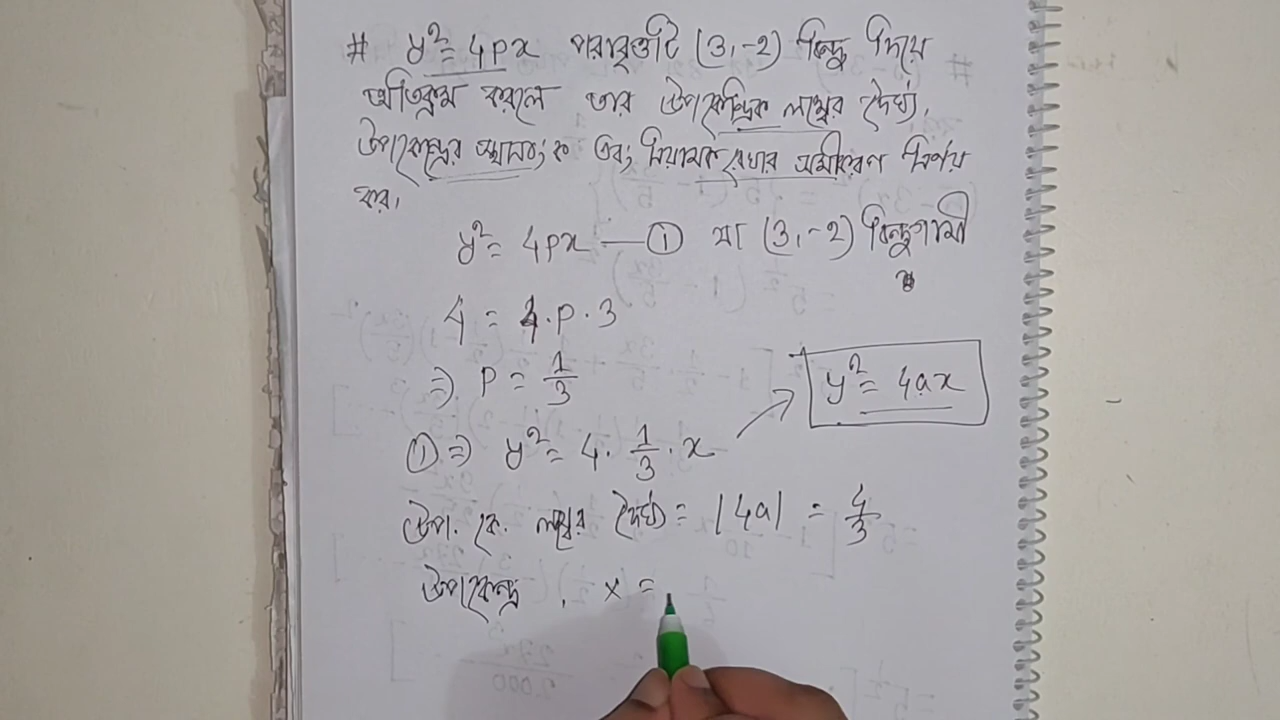 # y² = 4px পরাবৃত্তটি (3,-2) বিন্দু দিয়ে
অতিক্রম করলে তার উপকেন্দ্রিক লম্বের দৈর্ঘ্য,
উপকেন্দ্রের স্থানাংক এবং নিয়ামক রেখার সমীকরণ নির্ণয়
কর।
y² = 4px — ① যা (3,-2) বিন্দুগামী
4 = 4·p·3
⇒ p = 1/3
y² = 4ax
① ⇒ y² = 4·1/3·x
উপ. কে. লম্বের দৈর্ঘ্য = |4a| = 4/3
উপকেন্দ্র, x =